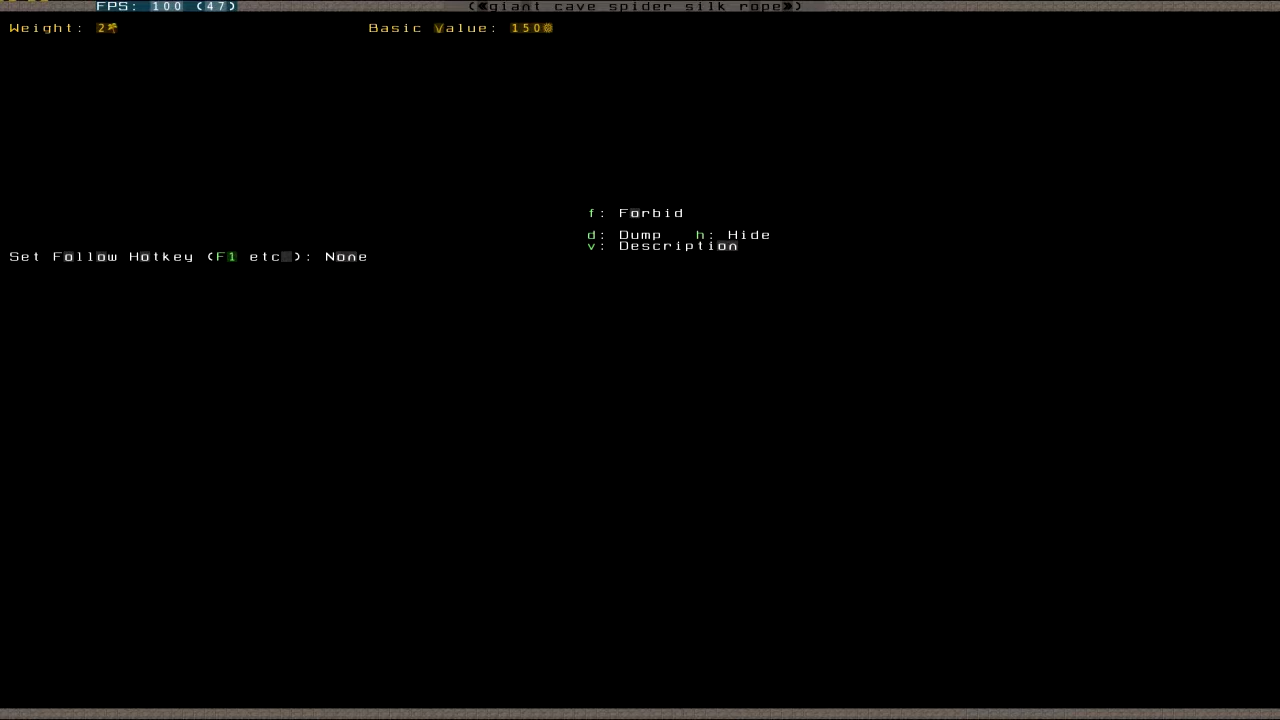 FPS: 100 (47) («giant cave spider silk rope»)
Weight: 2 Basic Value: 150☼
f: Forbid
d: Dump h: Hide
v: Description
Set Follow Hotkey (F1 etc.): None